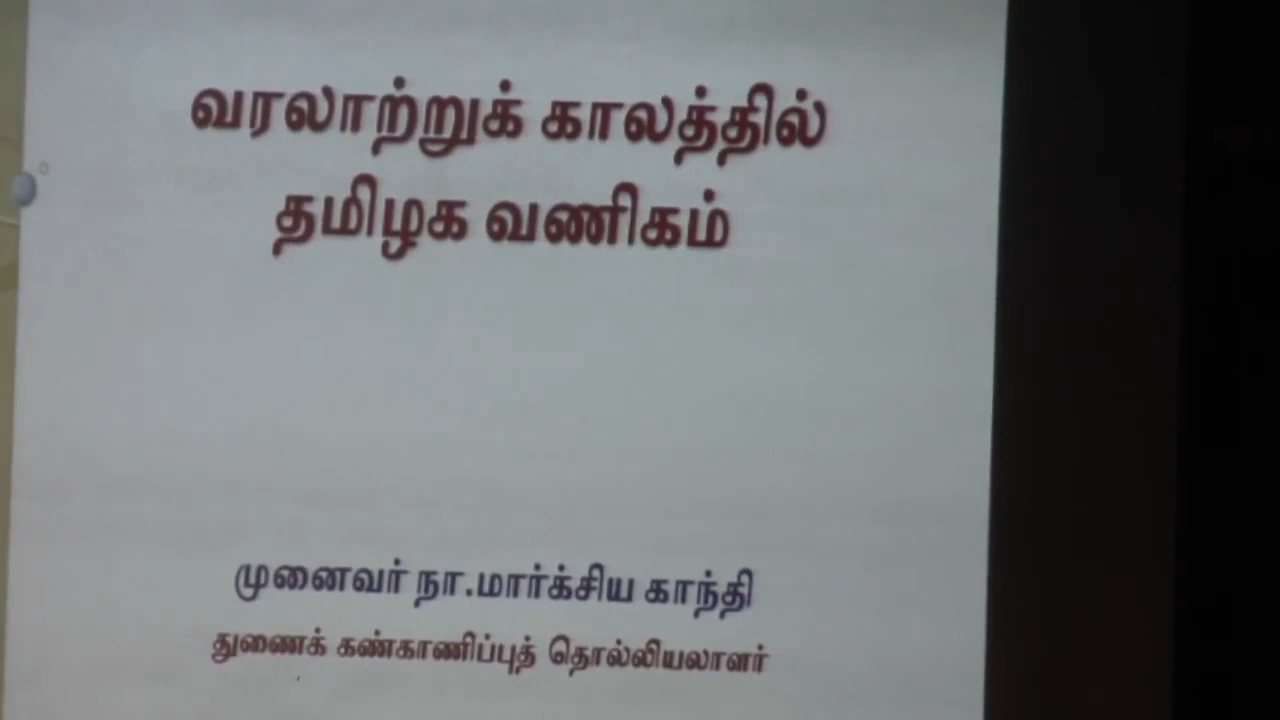 வரலாற்றுக் காலத்தில்
தமிழக வணிகம்
முனைவர் நா.மார்க்சிய காந்தி
துணைக் கண்காணிப்புத் தொல்லியலாளர்